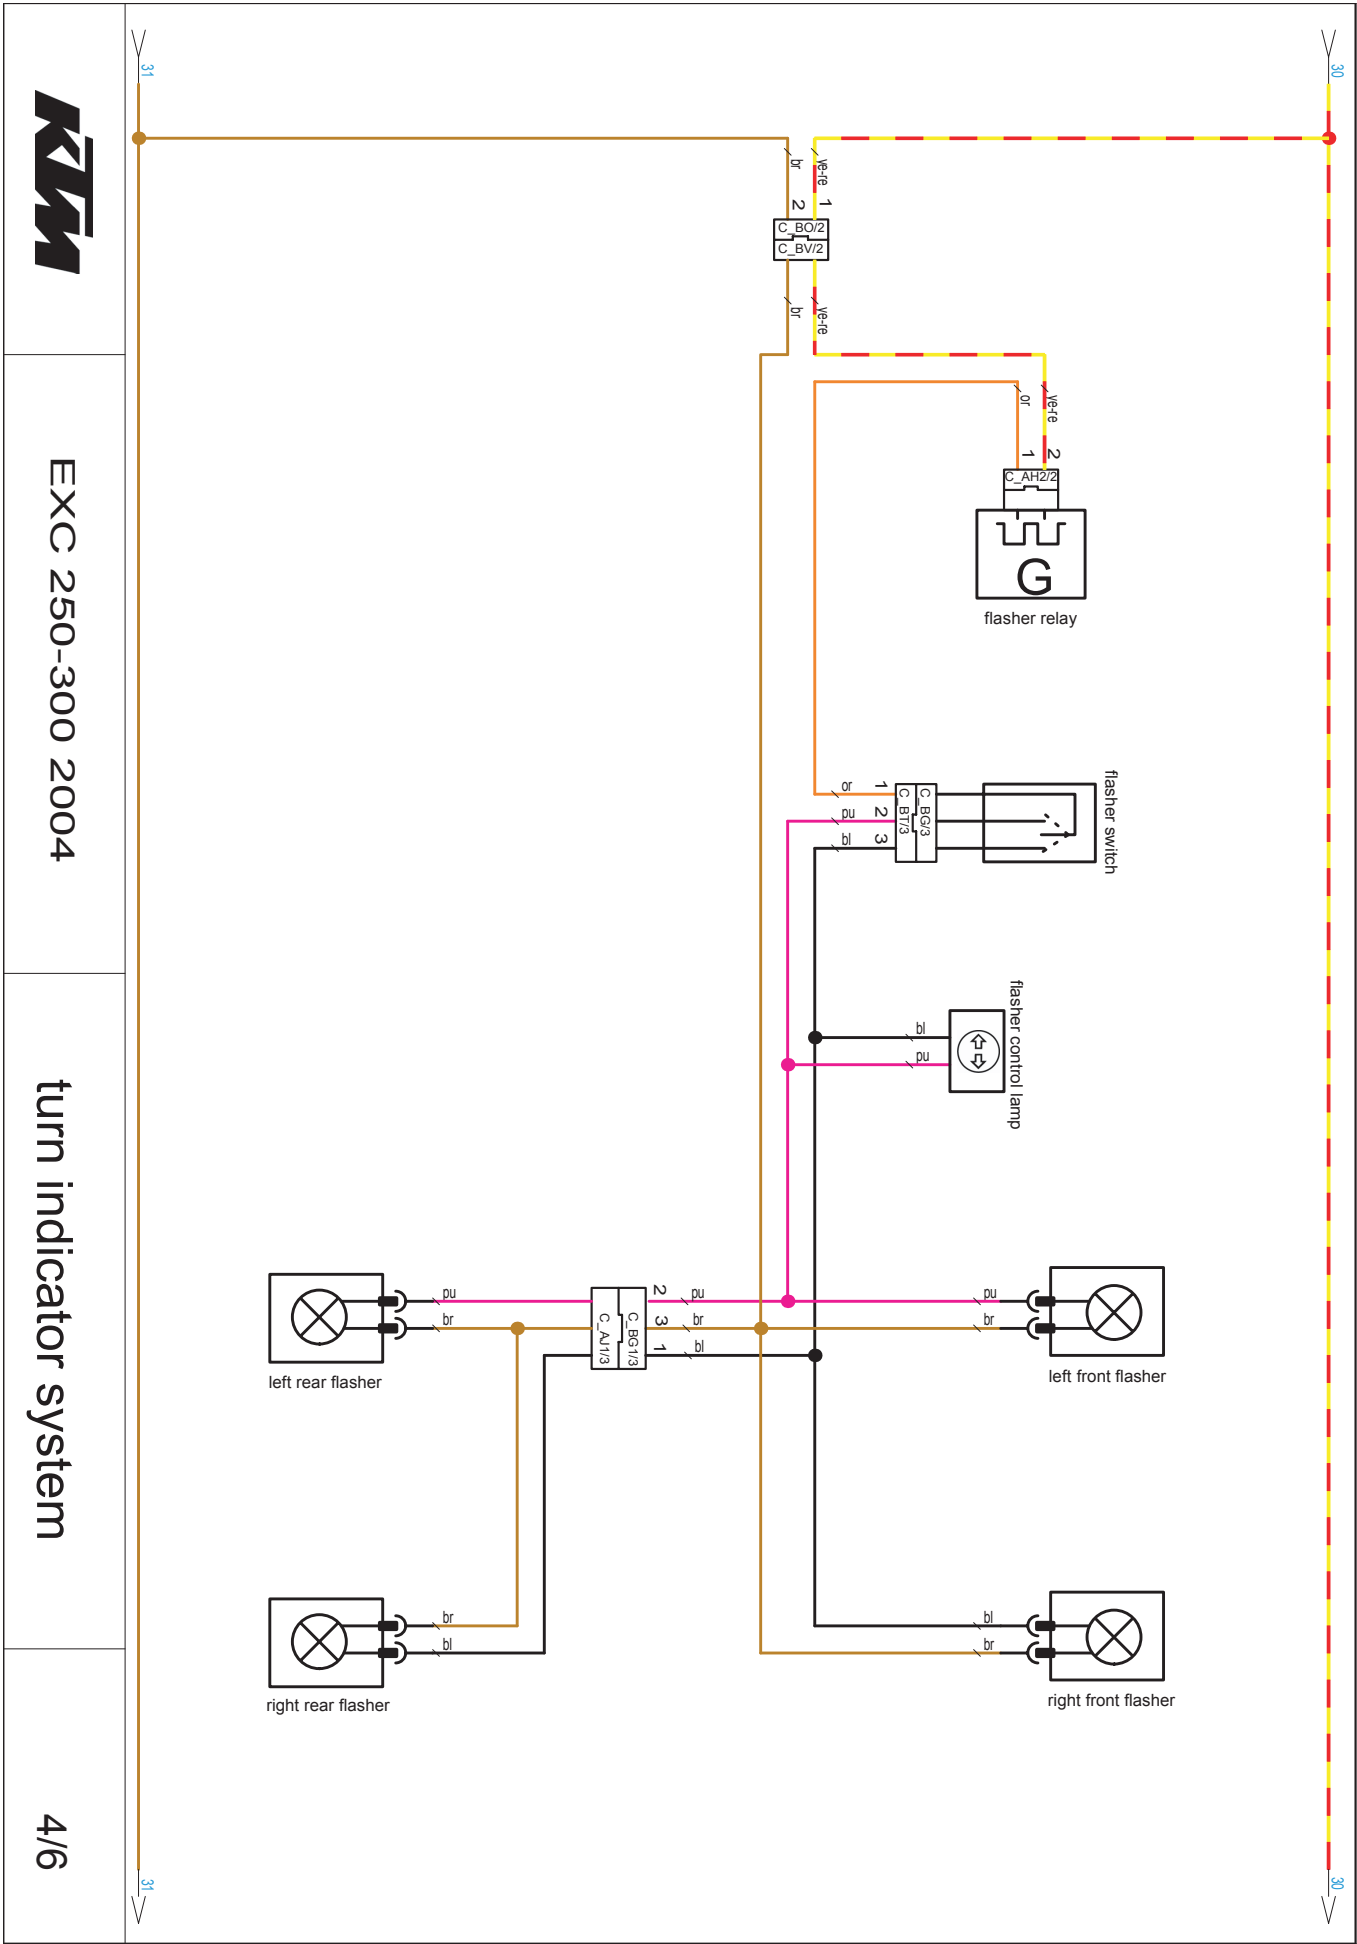 30
31
br
ye-re
2
1
C_BO/2
C_BV/2
br
ye-re
or
ye-re
1
2
C_AH2/2
G
flasher relay
flasher switch
or
pu
bl
1
2
3
C_BT/3
C_BG/3
flasher control lamp
bl
pu
pu
br
left rear flasher
C_AJ1/3
C_BG1/3
2
3
1
pu
br
bl
pu
br
left front flasher
br
bl
right rear flasher
bl
br
right front flasher
31
30
KTM
EXC 250-300 2004
turn indicator system
4/6